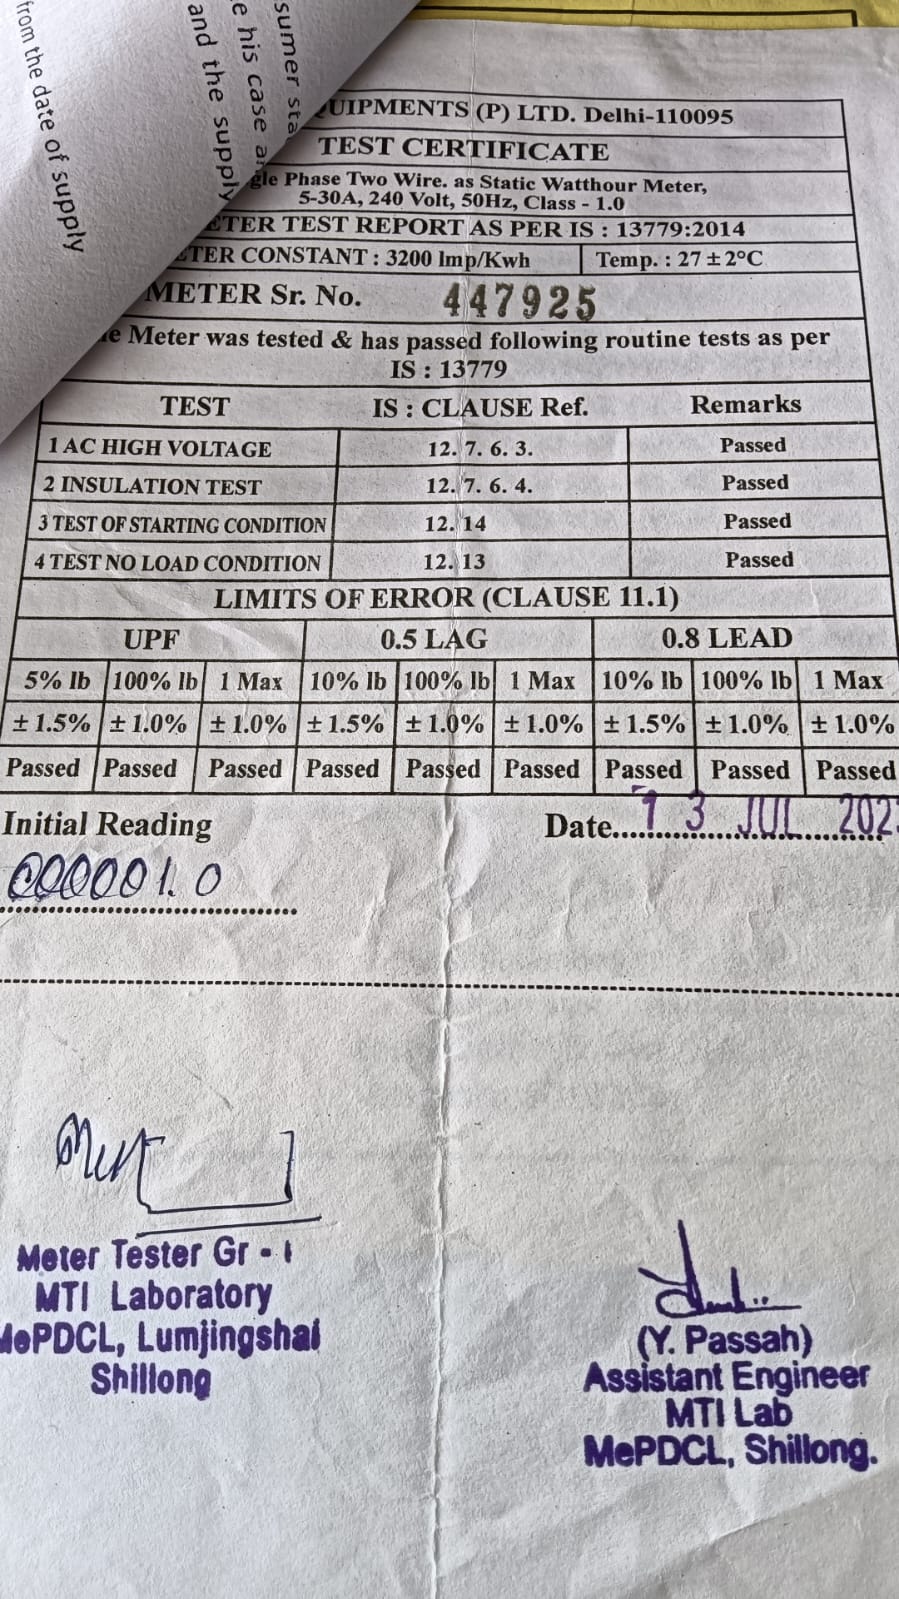 from the date of supply
and the supply
e his case a
sumer sta
UIPMENTS (P) LTD. Delhi-110095
TEST CERTIFICATE
gle Phase Two Wire. as Static Watthour Meter,
5-30A, 240 Volt, 50Hz, Class - 1.0
ETER TEST REPORT AS PER IS : 13779:2014
ETER CONSTANT : 3200 Imp/Kwh Temp. : 27 ± 2°C
METER Sr. No. 447925
e Meter was tested & has passed following routine tests as per
IS : 13779
TEST IS : CLAUSE Ref. Remarks
1 AC HIGH VOLTAGE 12. 7. 6. 3. Passed
2 INSULATION TEST 12. 7. 6. 4. Passed
3 TEST OF STARTING CONDITION 12. 14 Passed
4 TEST NO LOAD CONDITION 12. 13 Passed
LIMITS OF ERROR (CLAUSE 11.1)
UPF 0.5 LAG 0.8 LEAD
5% lb 100% lb 1 Max 10% lb 100% lb 1 Max 10% lb 100% lb 1 Max
± 1.5% ± 1.0% ± 1.0% ± 1.5% ± 1.0% ± 1.0% ± 1.5% ± 1.0% ± 1.0%
Passed Passed Passed Passed Passed Passed Passed Passed Passed
Initial Reading Date.... 13 JUL 202
000001.0
Meter Tester Gr - I
MTI Laboratory
MePDCL, Lumjingshai
Shillong
(Y. Passah)
Assistant Engineer
MTI Lab
MePDCL, Shillong.